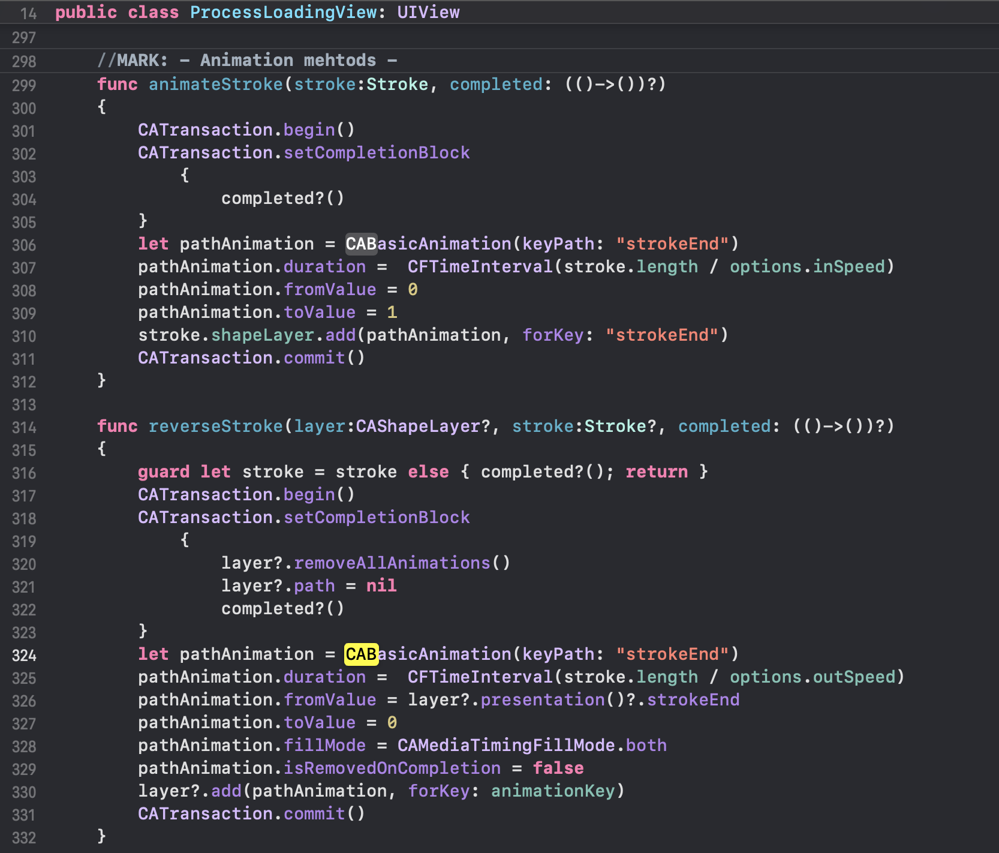 14 public class ProcessLoadingView: UIView
297
298 //MARK: - Animation mehtods -
299 func animateStroke(stroke:Stroke, completed: (()->())?)
300 {
301 CATransaction.begin()
302 CATransaction.setCompletionBlock
303 {
304 completed?()
305 }
306 let pathAnimation = CABasicAnimation(keyPath: "strokeEnd")
307 pathAnimation.duration =  CFTimeInterval(stroke.length / options.inSpeed)
308 pathAnimation.fromValue = 0
309 pathAnimation.toValue = 1
310 stroke.shapeLayer.add(pathAnimation, forKey: "strokeEnd")
311 CATransaction.commit()
312 }
313
314 func reverseStroke(layer:CAShapeLayer?, stroke:Stroke?, completed: (()->())?)
315 {
316 guard let stroke = stroke else { completed?(); return }
317 CATransaction.begin()
318 CATransaction.setCompletionBlock
319 {
320 layer?.removeAllAnimations()
321 layer?.path = nil
322 completed?()
323 }
324 let pathAnimation = CABasicAnimation(keyPath: "strokeEnd")
325 pathAnimation.duration =  CFTimeInterval(stroke.length / options.outSpeed)
326 pathAnimation.fromValue = layer?.presentation()?.strokeEnd
327 pathAnimation.toValue = 0
328 pathAnimation.fillMode = CAMediaTimingFillMode.both
329 pathAnimation.isRemovedOnCompletion = false
330 layer?.add(pathAnimation, forKey: animationKey)
331 CATransaction.commit()
332 }